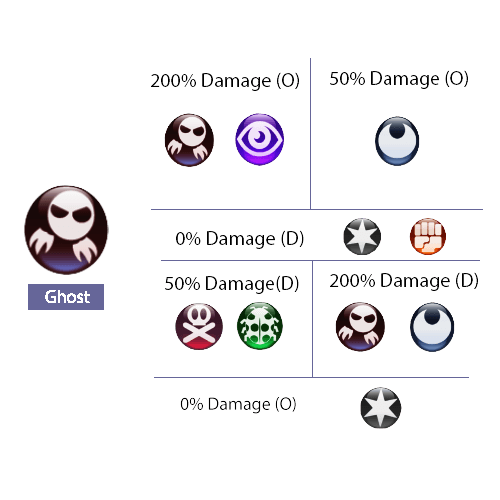 200% Damage (O)
50% Damage (O)
0% Damage (D)
Ghost
50% Damage(D)
200% Damage (D)
0% Damage (O)